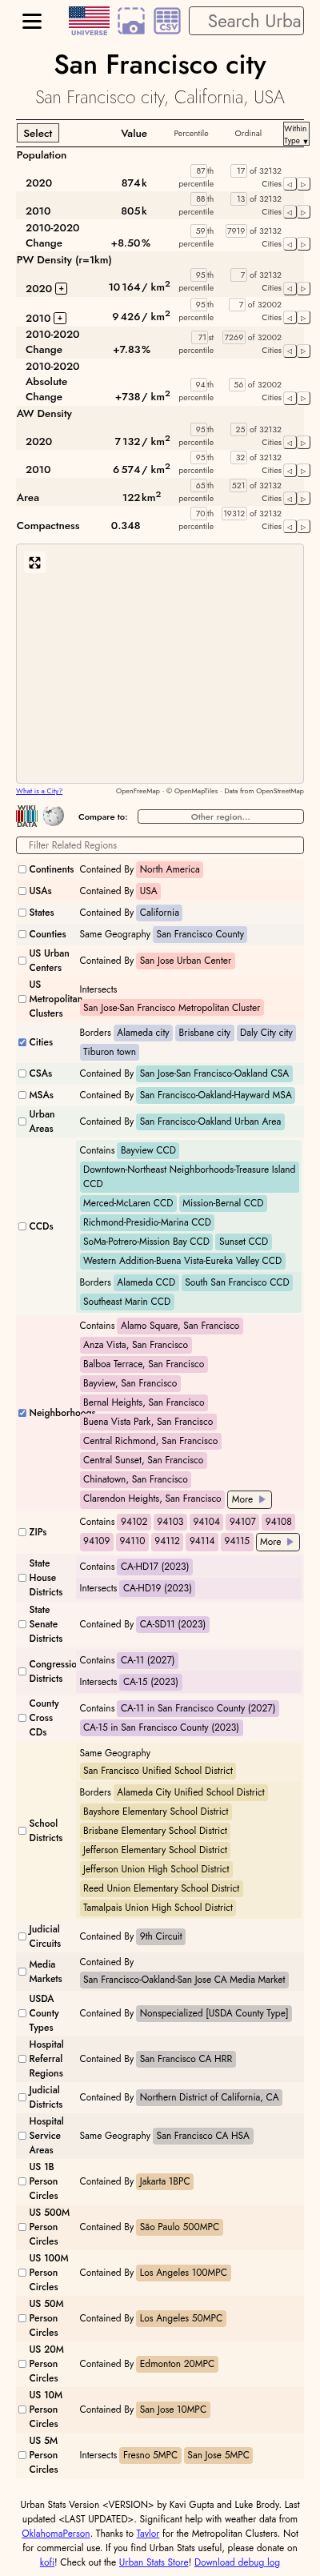 UNIVERSE
CSV
Search Urba
San Francisco city
San Francisco city, California, USA
Select Value Percentile Ordinal Within Type ▼
Population
2020 874k 87th percentile 17 of 32132 Cities
2010 805k 88th percentile 13 of 32132 Cities
2010-2020 Change +8.50% 59th percentile 7919 of 32132 Cities
PW Density (r=1km)
2020 + 10 164 / km² 95th percentile 7 of 32132 Cities
2010 + 9 426 / km² 95th percentile 7 of 32002 Cities
2010-2020 Change +7.83% 71st percentile 7269 of 32002 Cities
2010-2020 Absolute Change +738 / km² 94th percentile 56 of 32002 Cities
AW Density
2020 7 132 / km² 95th percentile 25 of 32132 Cities
2010 6 574 / km² 95th percentile 32 of 32132 Cities
Area 122km² 65th percentile 521 of 32132 Cities
Compactness 0.348 70th percentile 19312 of 32132 Cities
What is a City? OpenFreeMap · © OpenMapTiles · Data from OpenStreetMap
WIKI DATA Compare to: Other region...
Filter Related Regions
Continents Contained By North America
USAs Contained By USA
States Contained By California
Counties Same Geography San Francisco County
US Urban Centers Contained By San Jose Urban Center
US Metropolitan Clusters Intersects San Jose-San Francisco Metropolitan Cluster
Cities Borders Alameda city Brisbane city Daly City city
Tiburon town
CSAs Contained By San Jose-San Francisco-Oakland CSA
MSAs Contained By San Francisco-Oakland-Hayward MSA
Urban Areas Contained By San Francisco-Oakland Urban Area
CCDs Contains Bayview CCD
Downtown-Northeast Neighborhoods-Treasure Island CCD
Merced-McLaren CCD Mission-Bernal CCD
Richmond-Presidio-Marina CCD
SoMa-Potrero-Mission Bay CCD Sunset CCD
Western Addition-Buena Vista-Eureka Valley CCD
Borders Alameda CCD South San Francisco CCD
Southeast Marin CCD
Neighborhoods Contains Alamo Square, San Francisco
Anza Vista, San Francisco
Balboa Terrace, San Francisco
Bayview, San Francisco
Bernal Heights, San Francisco
Buena Vista Park, San Francisco
Central Richmond, San Francisco
Central Sunset, San Francisco
Chinatown, San Francisco
Clarendon Heights, San Francisco More
ZIPs Contains 94102 94103 94104 94107 94108
94109 94110 94112 94114 94115 More
State House Districts Contains CA-HD17 (2023)
Intersects CA-HD19 (2023)
State Senate Districts Contained By CA-SD11 (2023)
Congressio Districts Contains CA-11 (2027)
Intersects CA-15 (2023)
County Cross CDs Contains CA-11 in San Francisco County (2027)
CA-15 in San Francisco County (2023)
School Districts Same Geography
San Francisco Unified School District
Borders Alameda City Unified School District
Bayshore Elementary School District
Brisbane Elementary School District
Jefferson Elementary School District
Jefferson Union High School District
Reed Union Elementary School District
Tamalpais Union High School District
Judicial Circuits Contained By 9th Circuit
Media Markets Contained By
San Francisco-Oakland-San Jose CA Media Market
USDA County Types Contained By Nonspecialized [USDA County Type]
Hospital Referral Regions Contained By San Francisco CA HRR
Judicial Districts Contained By Northern District of California, CA
Hospital Service Areas Same Geography San Francisco CA HSA
US 1B Person Circles Contained By Jakarta 1BPC
US 500M Person Circles Contained By São Paulo 500MPC
US 100M Person Circles Contained By Los Angeles 100MPC
US 50M Person Circles Contained By Los Angeles 50MPC
US 20M Person Circles Contained By Edmonton 20MPC
US 10M Person Circles Contained By San Jose 10MPC
US 5M Person Circles Intersects Fresno 5MPC San Jose 5MPC
Urban Stats Version <VERSION> by Kavi Gupta and Luke Brody. Last
updated <LAST UPDATED>. Significant help with weather data from
OklahomaPerson. Thanks to Taylor for the Metropolitan Clusters. Not
for commercial use. If you find Urban Stats useful, please donate on
kofi! Check out the Urban Stats Store! Download debug log